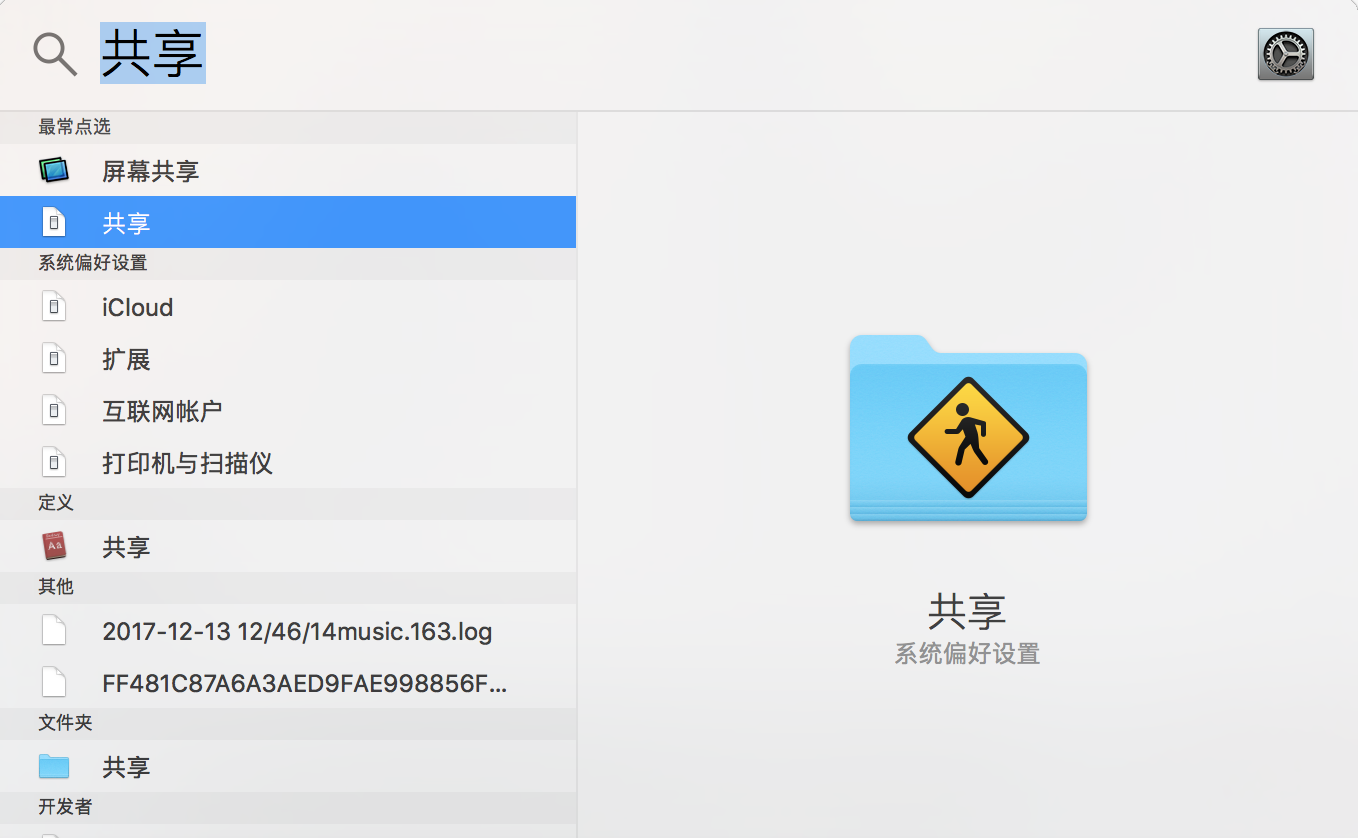 共享
最常点选
屏幕共享
共享
系统偏好设置
iCloud
扩展
互联网帐户
打印机与扫描仪
定义
共享
其他
2017-12-13 12/46/14music.163.log
FF481C87A6A3AED9FAE998856F...
文件夹
共享
开发者
共享
系统偏好设置